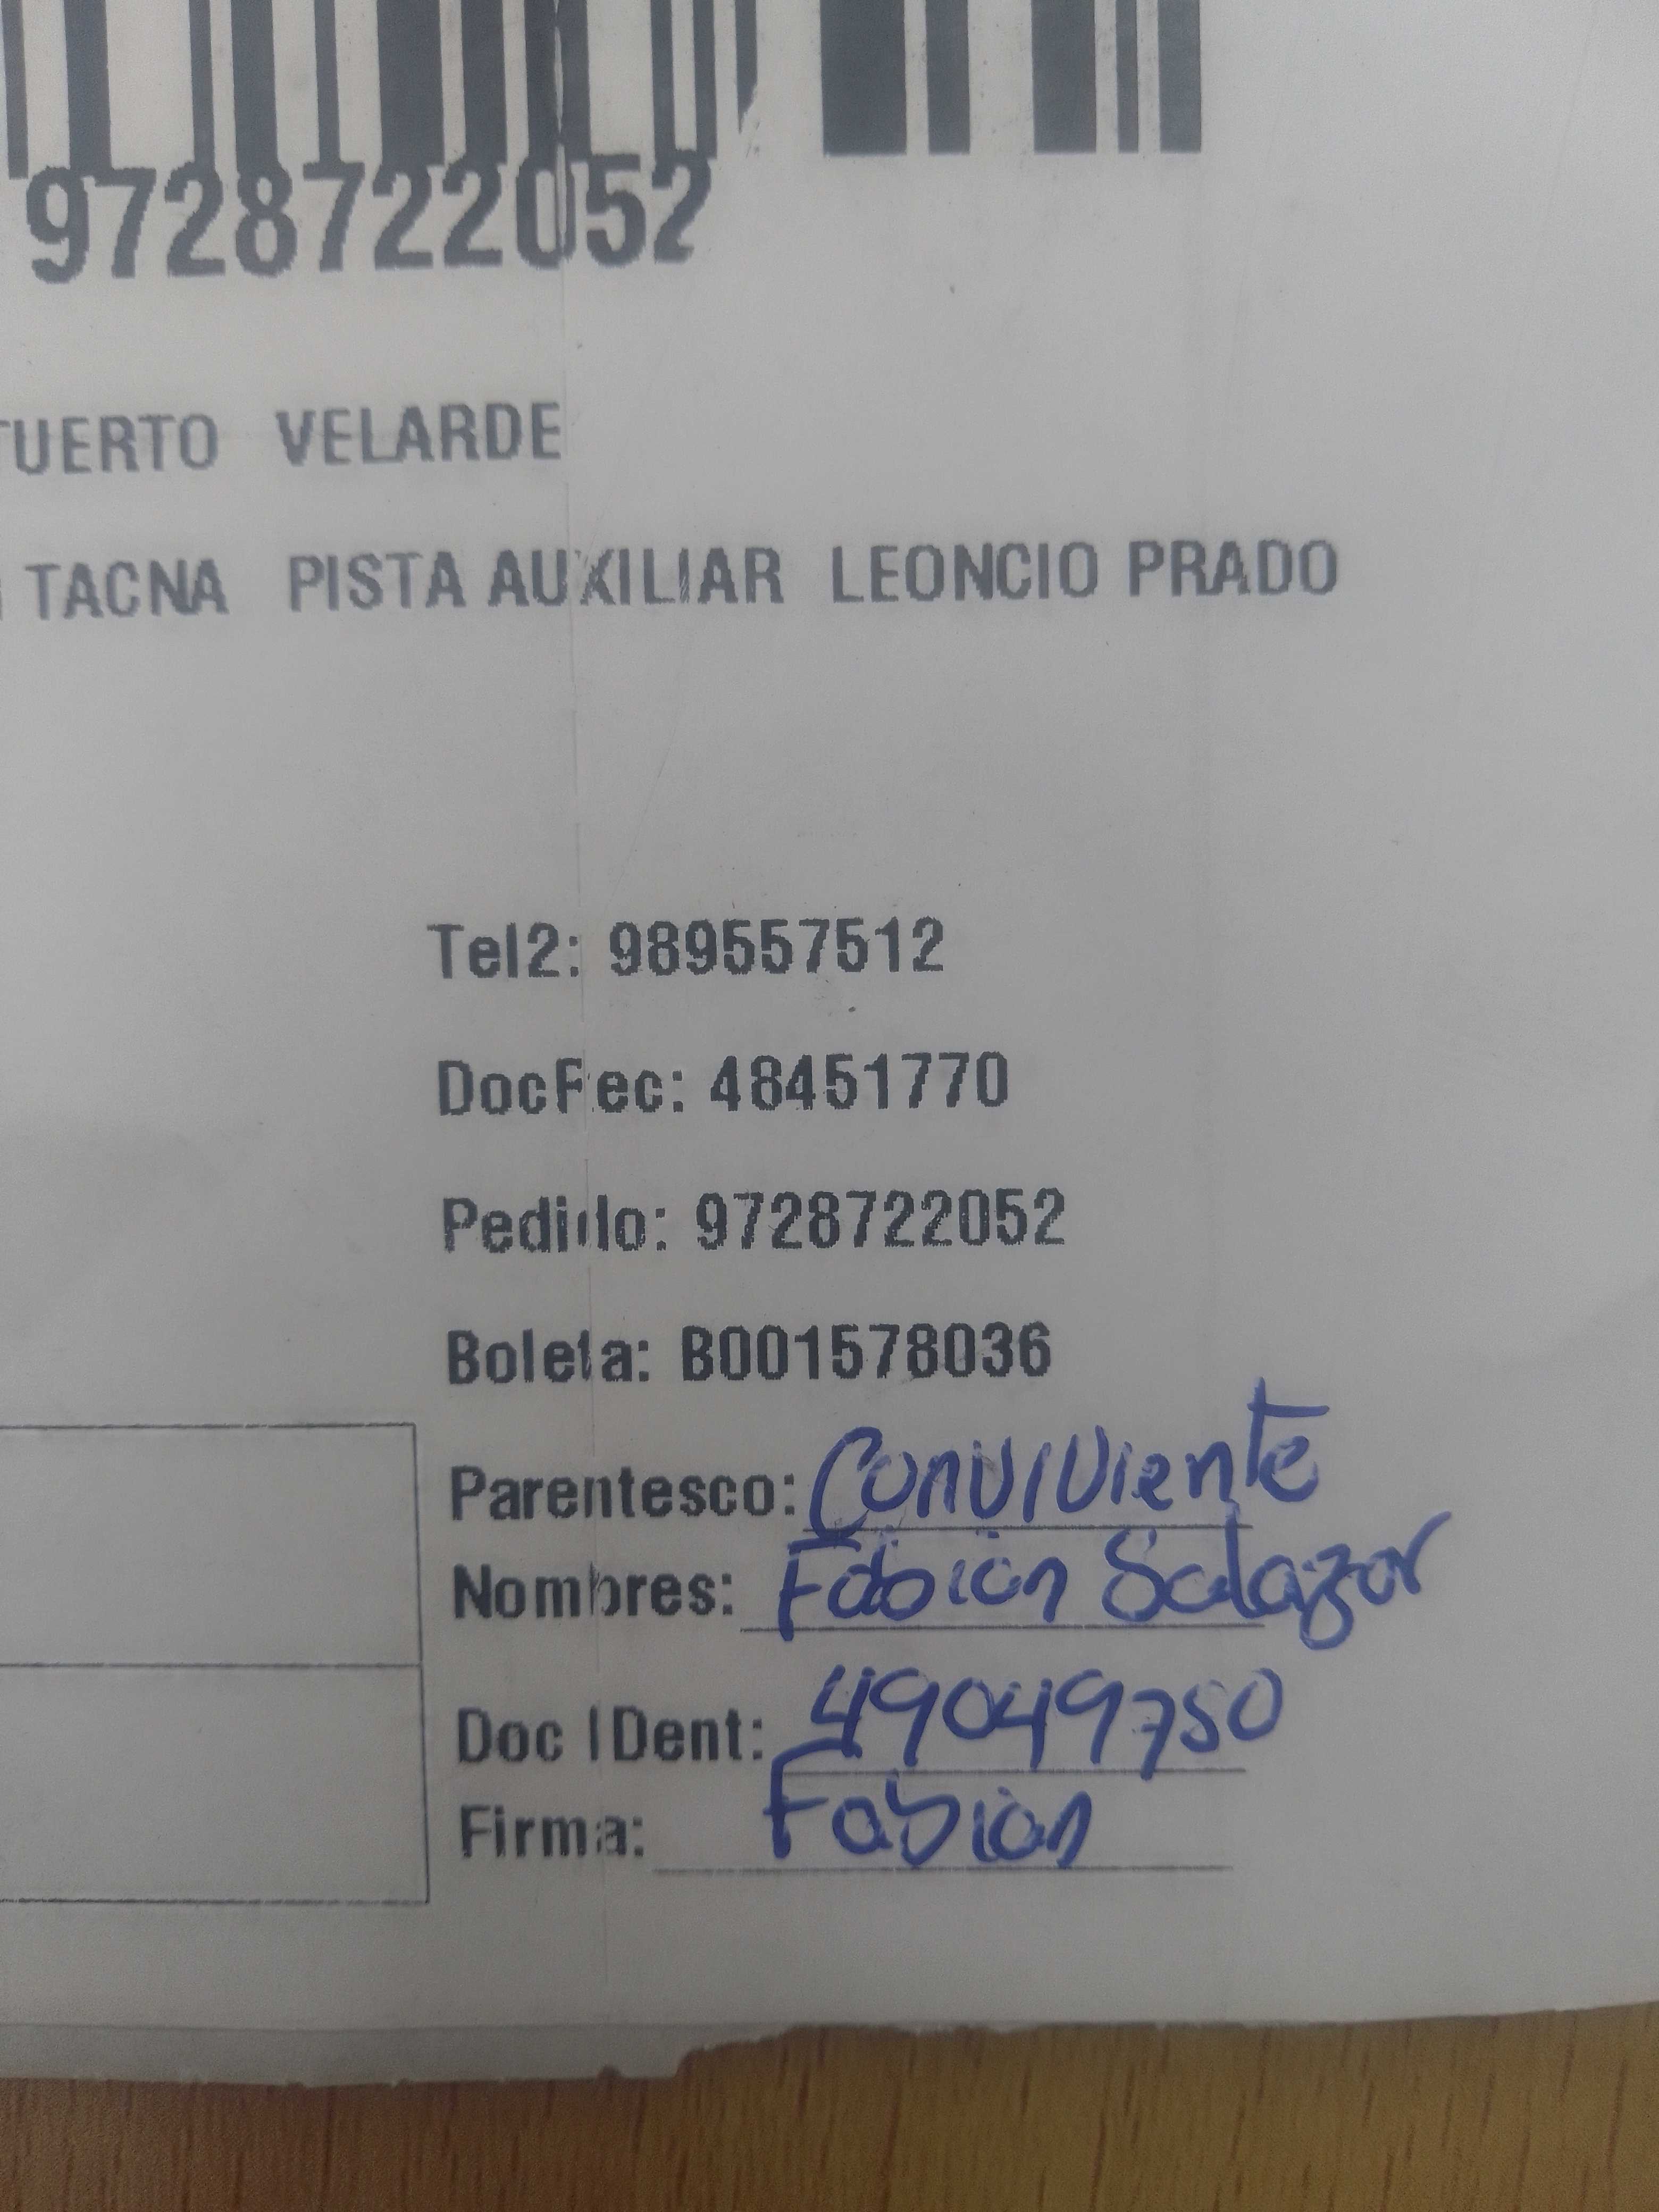 9728722052
TUERTO VELARDE
TACNA PISTA AUXILIAR LEONCIO PRADO
Tel2: 989557512
DocRec: 48451770
Pedido: 9728722052
Boleta: B001578036
Parentesco: Conviviente
Nombres: Fabian Salazar
Doc IDent: 49049750
Firma: Fabian